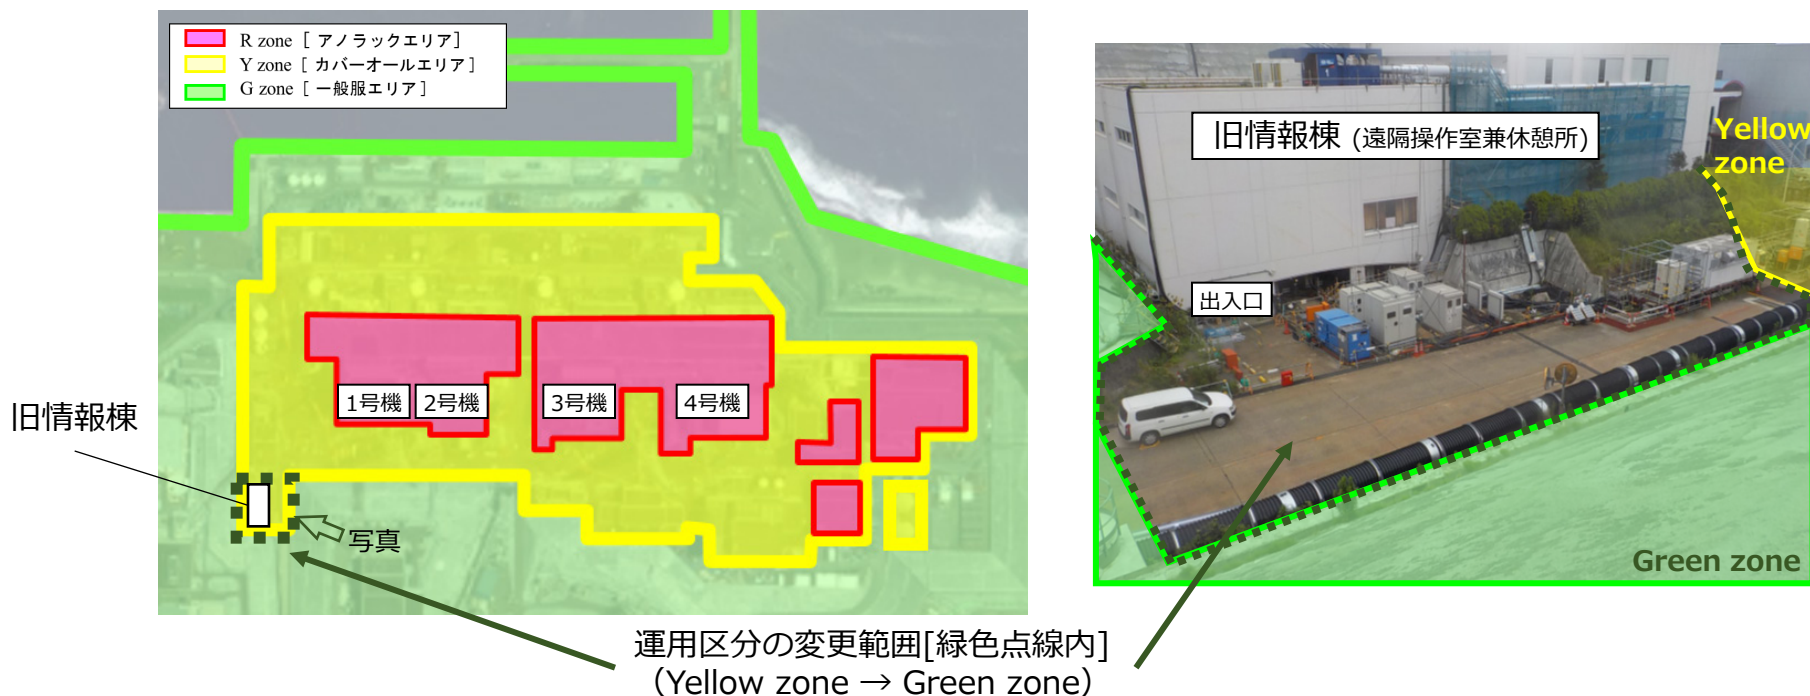 R zone [ アノラックエリア]
Y zone [ カバーオールエリア ]
G zone [ 一般服エリア ]
旧情報棟 (遠隔操作室兼休憩所)
Yellow
zone
出入口
1号機
2号機
3号機
4号機
旧情報棟
写真
Green zone
運用区分の変更範囲[緑色点線内]
(Yellow zone → Green zone)